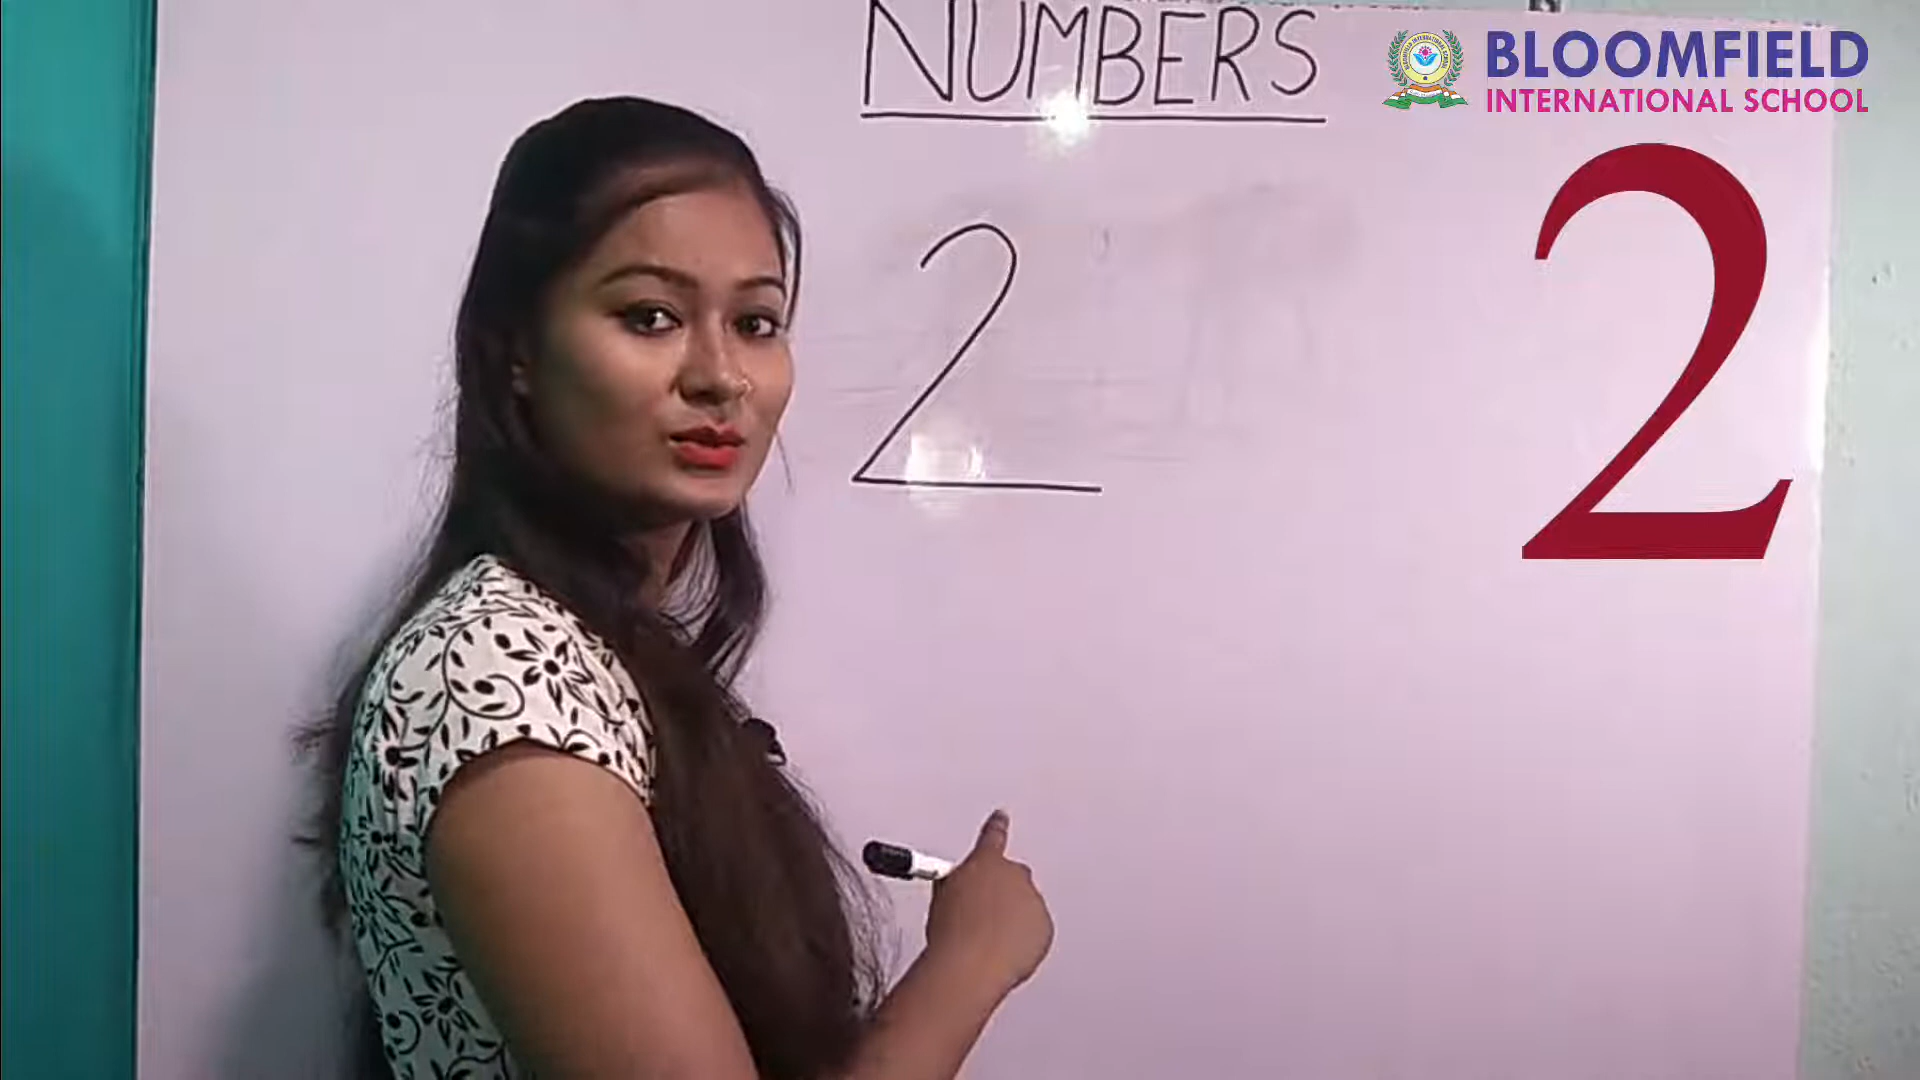 NUMBERS
BLOOMFIELD
INTERNATIONAL SCHOOL
2
2